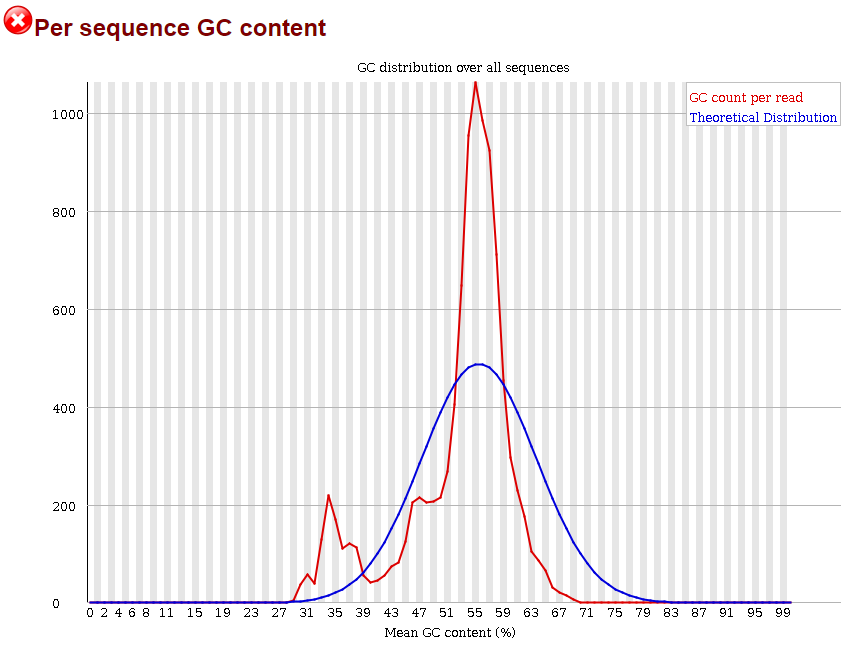 Per sequence GC content
GC distribution over all sequences
GC count per read
Theoretical Distribution
1000
800
600
400
200
0
0 2 4 6 8 11 15 19 23 27 31 35 39 43 47 51 55 59 63 67 71 75 79 83 87 91 95 99
Mean GC content (%)